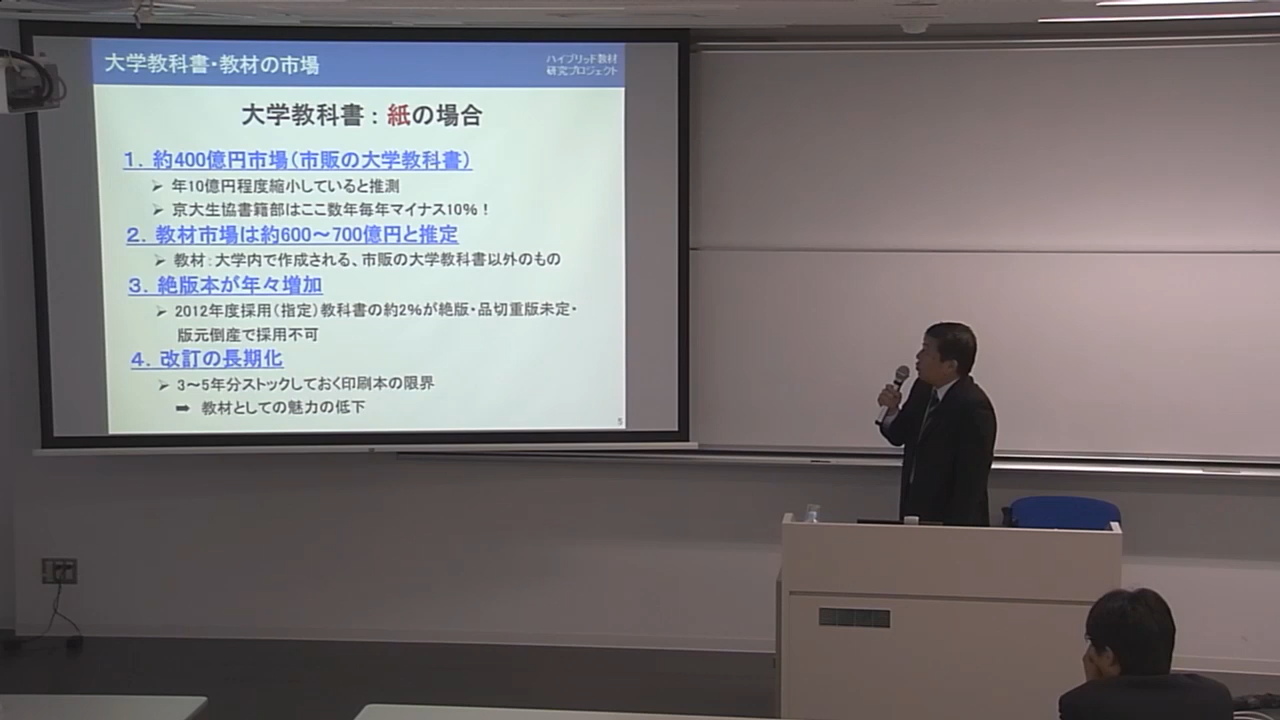 大学教科書・教材の市場
ハイブリッド教材
研究プロジェクト
大学教科書：紙の場合
１．約400億円市場（市販の大学教科書）
➢ 年10億円程度縮小していると推測
➢ 京大生協書籍部はここ数年毎年マイナス10%！
２．教材市場は約600～700億円と推定
➢ 教材：大学内で作成される、市販の大学教科書以外のもの
３．絶版本が年々増加
➢ 2012年度採用（指定）教科書の約2%が絶版・品切重版未定・
版元倒産で採用不可
４．改訂の長期化
➢ 3～5年分ストックしておく印刷本の限界
➡ 教材としての魅力の低下
5